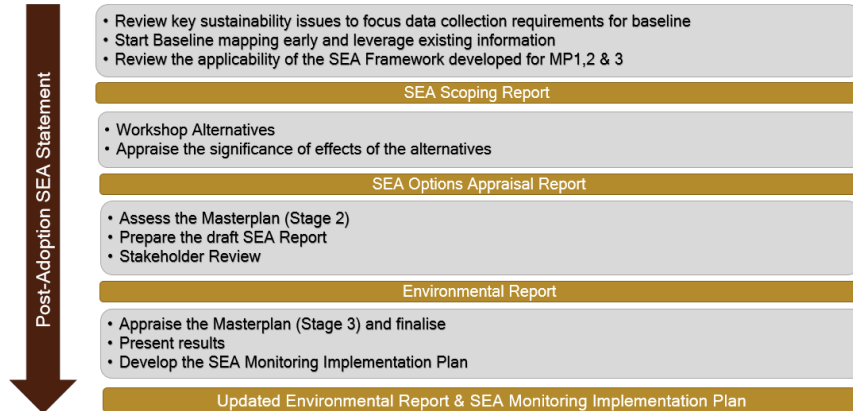 Post-Adoption SEA Statement
• Review key sustainability issues to focus data collection requirements for baseline
• Start Baseline mapping early and leverage existing information
• Review the applicability of the SEA Framework developed for MP1,2 & 3
SEA Scoping Report
• Workshop Alternatives
• Appraise the significance of effects of the alternatives
SEA Options Appraisal Report
• Assess the Masterplan (Stage 2)
• Prepare the draft SEA Report
• Stakeholder Review
Environmental Report
• Appraise the Masterplan (Stage 3) and finalise
• Present results
• Develop the SEA Monitoring Implementation Plan
Updated Environmental Report & SEA Monitoring Implementation Plan